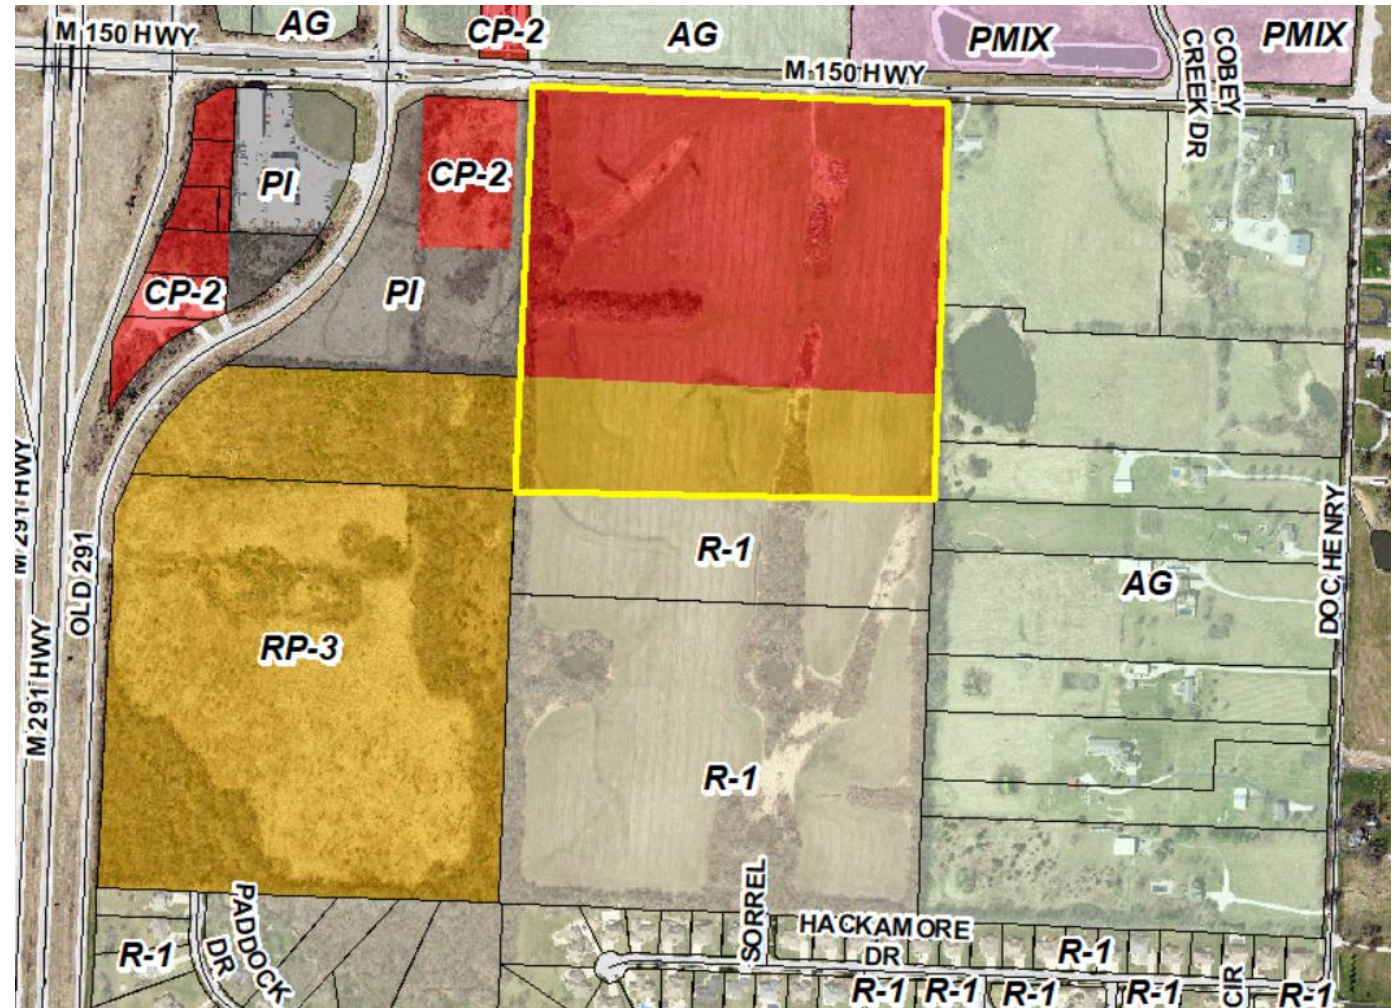 M 150 HWY
AG
CP-2
AG
PMIX
COBEY
CREEK DR
PMIX
M 150 HWY
PI
CP-2
CP-2
PI
M 291 HWY
OLD 291
R-1
DOC HENRY
AG
RP-3
M 291 HWY
R-1
PADDOCK
DR
SORREL
HACKAMORE
DR
R-1
R-1
CIR
R-1
R-1
R-1
R-1
R-1